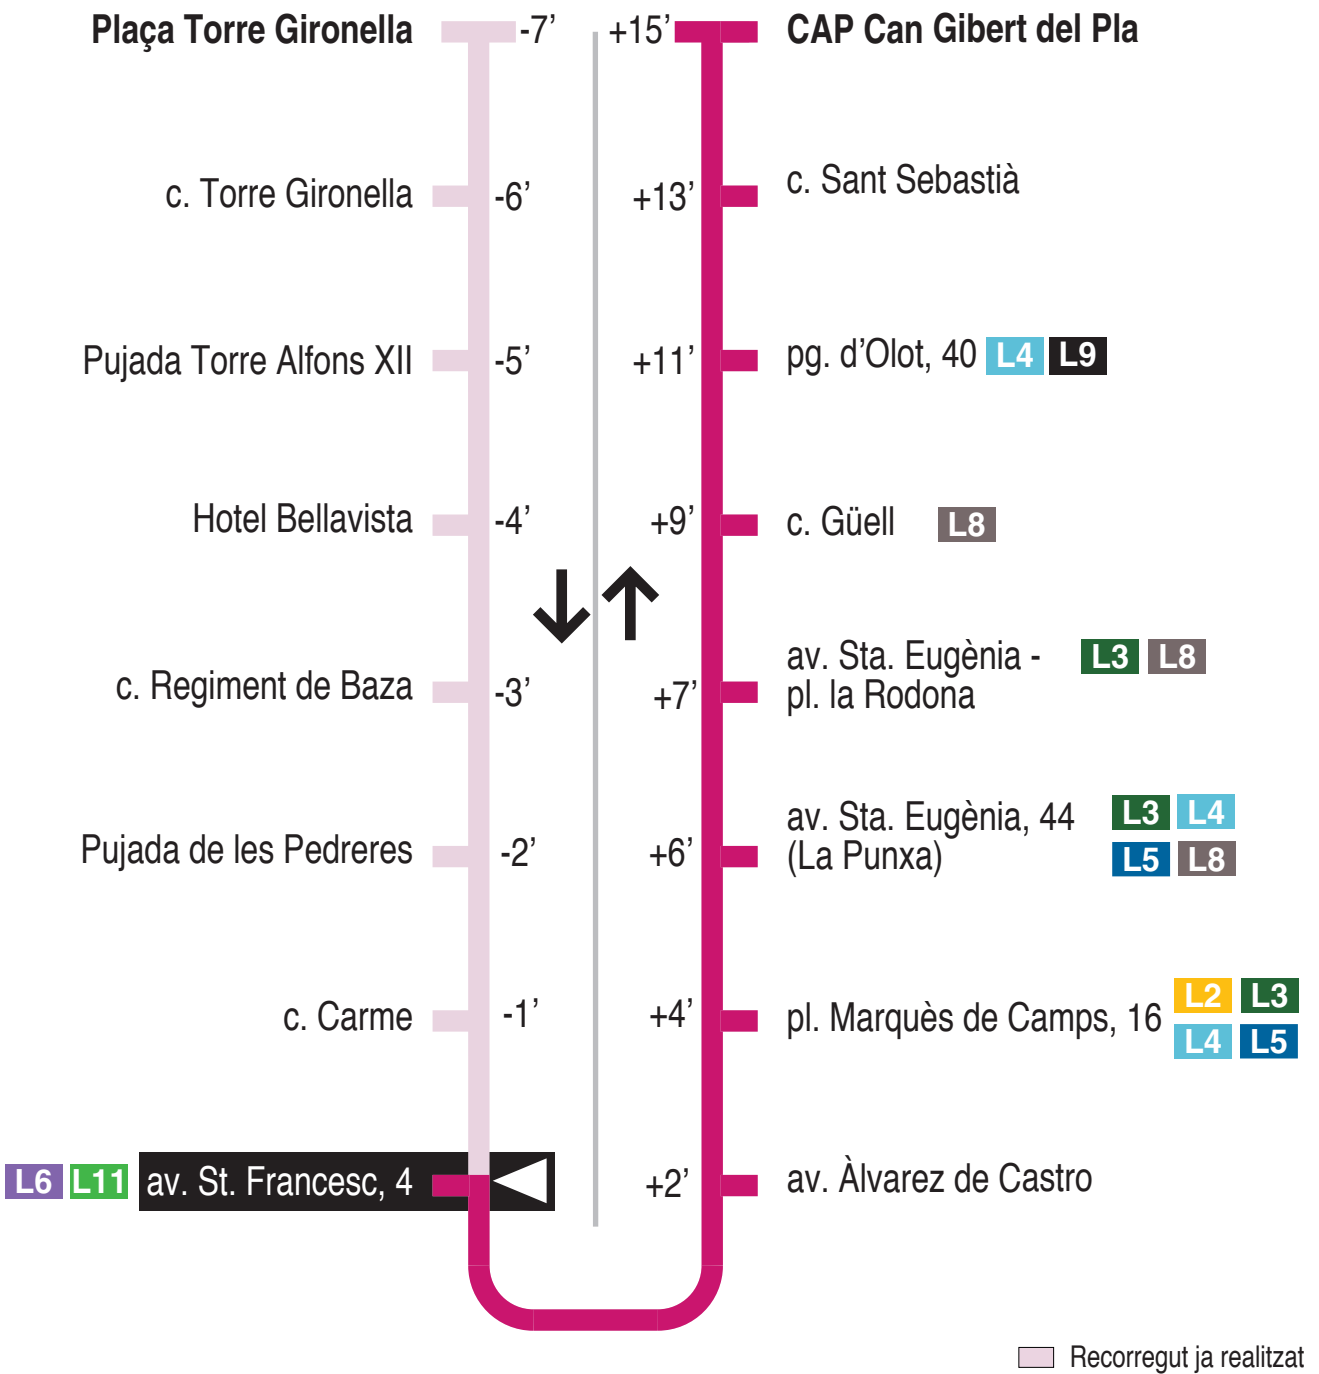 Plaça Torre Gironella -7’
c. Torre Gironella -6’
Pujada Torre Alfons XII -5’
Hotel Bellavista -4’
c. Regiment de Baza -3’
Pujada de les Pedreres -2’
c. Carme -1’
L6 L11 av. St. Francesc, 4
+15’ CAP Can Gibert del Pla
+13’ c. Sant Sebastià
+11’ pg. d’Olot, 40 L4 L9
+9’ c. Güell L8
av. Sta. Eugènia - L3 L8
+7’ pl. la Rodona
av. Sta. Eugènia, 44 L3 L4
+6’ (La Punxa) L5 L8
+4’ pl. Marquès de Camps, 16 L2 L3
L4 L5
+2’ av. Àlvarez de Castro
Recorregut ja realitzat